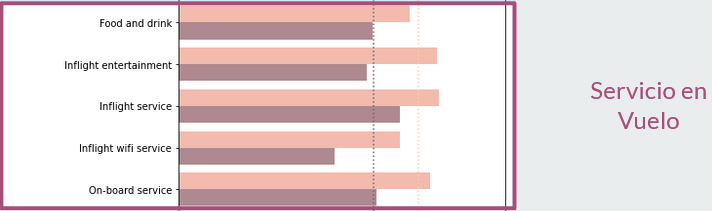 Food and drink
Inflight entertainment
Inflight service
Inflight wifi service
On-board service
Servicio en
Vuelo